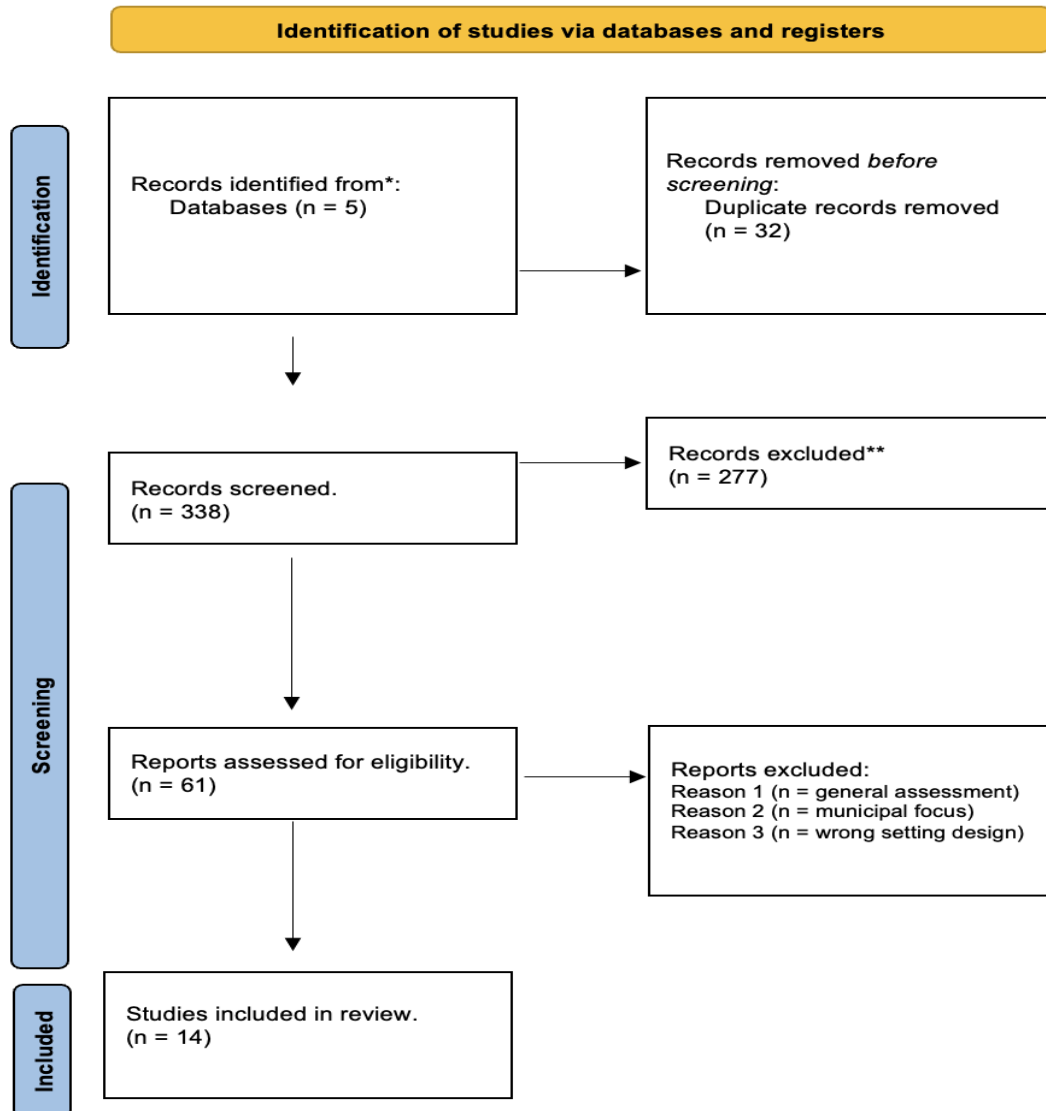 Identification of studies via databases and registers
Identification
Records identified from*:
Databases (n = 5)
Records removed before
screening:
Duplicate records removed
(n = 32)
Screening
Records screened.
(n = 338)
Records excluded**
(n = 277)
Reports assessed for eligibility.
(n = 61)
Reports excluded:
Reason 1 (n = general assessment)
Reason 2 (n = municipal focus)
Reason 3 (n = wrong setting design)
Included
Studies included in review.
(n = 14)